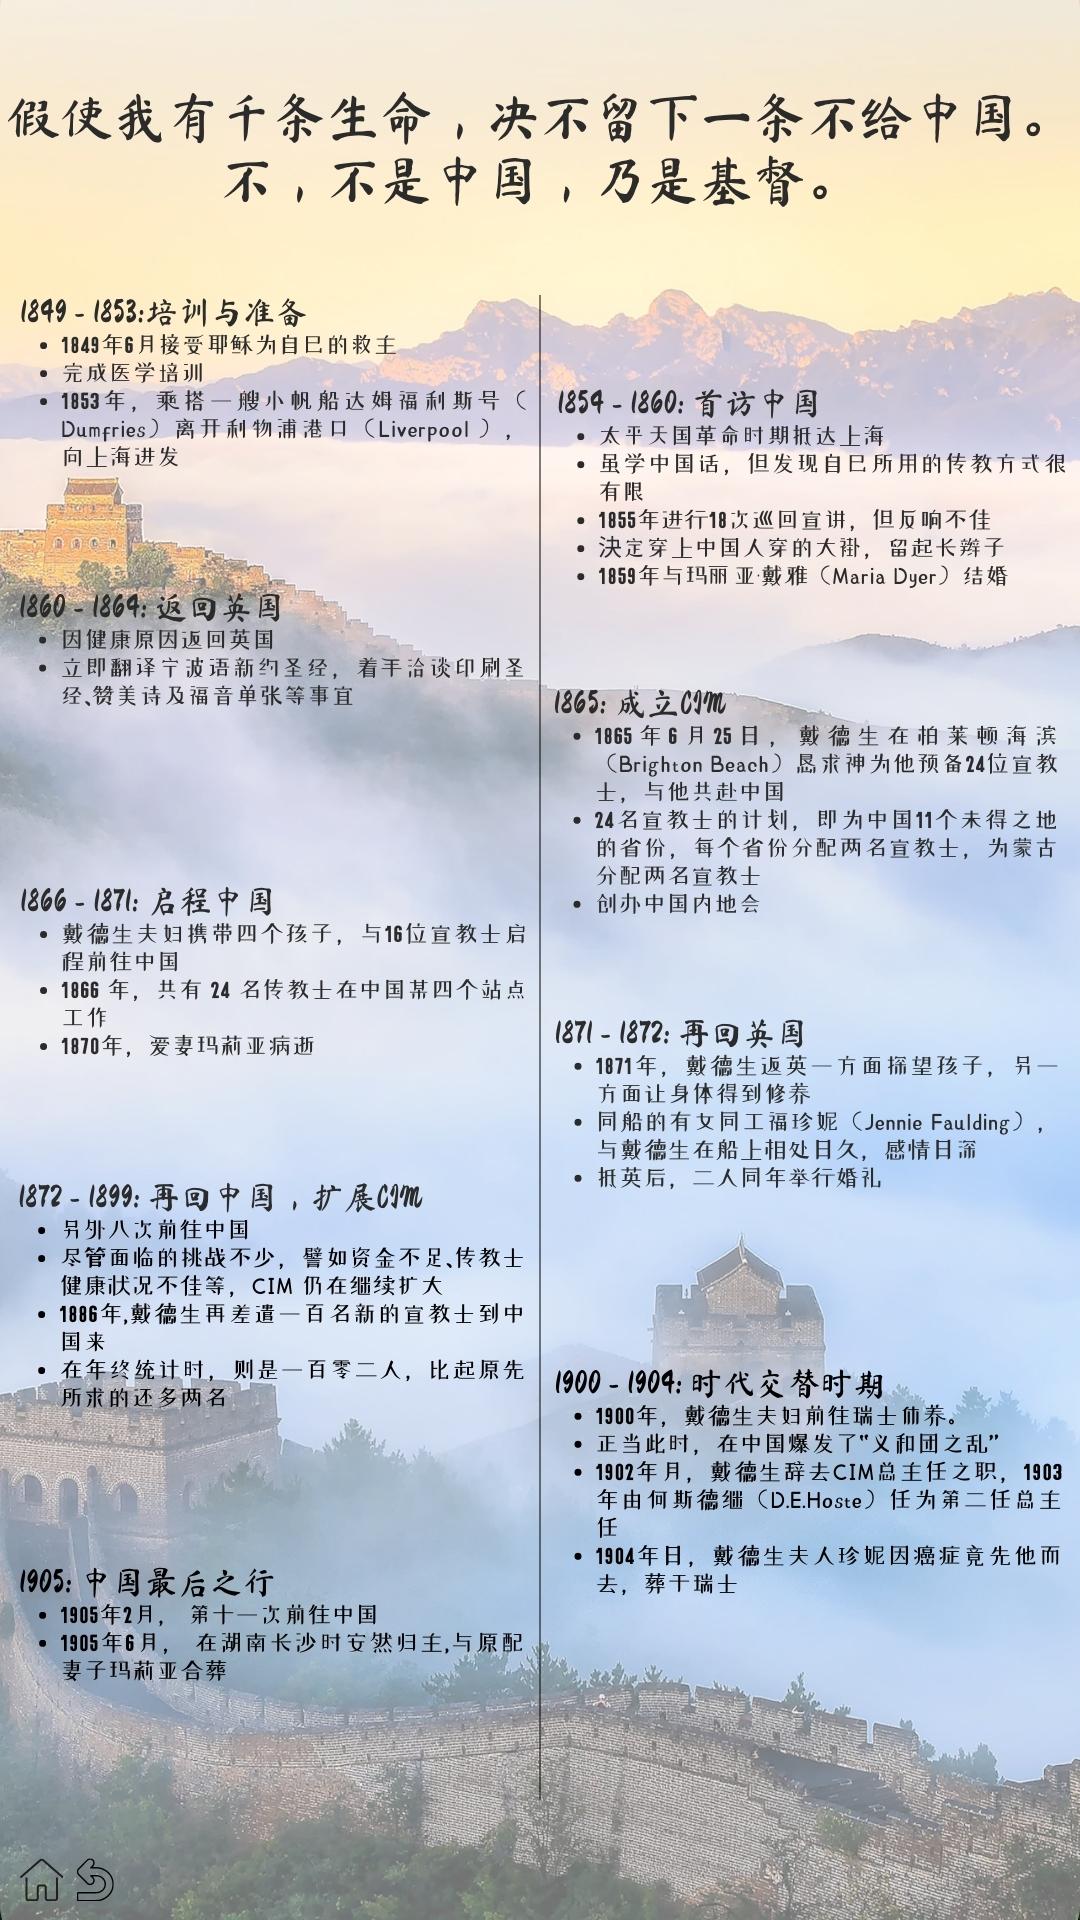 假使我有千条生命，决不留下一条不给中国。
不，不是中国，乃是基督。
1849 - 1853:培训与准备
• 1849年6月接受耶稣为自己的救主
• 完成医学培训
• 1853年，乘搭一艘小帆船达姆福利斯号（
Dumfries）离开利物浦港口（Liverpool ），
向上海进发
1854 - 1860: 首访中国
• 太平天国革命时期抵达上海
• 虽学中国话，但发现自己所用的传教方式很
有限
• 1855年进行18次巡回宣讲，但反响不佳
• 決定穿上中国人穿的大褂，留起长辫子
• 1859年与玛丽亚·戴雅（Maria Dyer）结婚
1860 - 1864: 返回英国
• 因健康原因返回英国
• 立即翻译宁波语新约圣经，着手洽谈印刷圣
经、赞美诗及福音单张等事宜
1865: 成立CIM
• 1865年6月25日，戴德生在柏莱顿海滨
（Brighton Beach）恳求神为他预备24位宣教
士，与他共赴中国
• 24名宣教士的计划，即为中国11个未得之地
的省份，每个省份分配两名宣教士，为蒙古
分配两名宣教士
• 创办中国内地会
1866 - 1871: 启程中国
• 戴德生夫妇携带四个孩子，与16位宣教士启
程前往中国
• 1866 年，共有 24 名传教士在中国某四个站点
工作
• 1870年，爱妻玛莉亚病逝
1871 - 1872: 再回英国
• 1871年，戴德生返英一方面探望孩子，另一
方面让身体得到修养
• 同船的有女同工福珍妮（Jennie Faulding），
与戴德生在船上相处日久，感情日深
• 抵英后，二人同年举行婚礼
1872 - 1899: 再回中国，扩展CIM
• 另外八次前往中国
• 尽管面临的挑战不少，譬如资金不足、传教士
健康状况不佳等，CIM 仍在继续扩大
• 1886年,戴德生再差遣一百名新的宣教士到中
国来
• 在年终统计时，则是一百零二人，比起原先
所求的还多两名
1900 - 1904: 时代交替时期
• 1900年，戴德生夫妇前往瑞士休养。
• 正当此时，在中国爆发了“义和团之乱”
• 1902年月，戴德生辞去CIM总主任之职，1903
年由何斯德继（D.E.Hoste）任为第二任总主
任
• 1904年日，戴德生夫人珍妮因癌症竟先他而
去，葬于瑞士
1905: 中国最后之行
• 1905年2月， 第十一次前往中国
• 1905年6月， 在湖南长沙时安然归主,与原配
妻子玛莉亚合葬